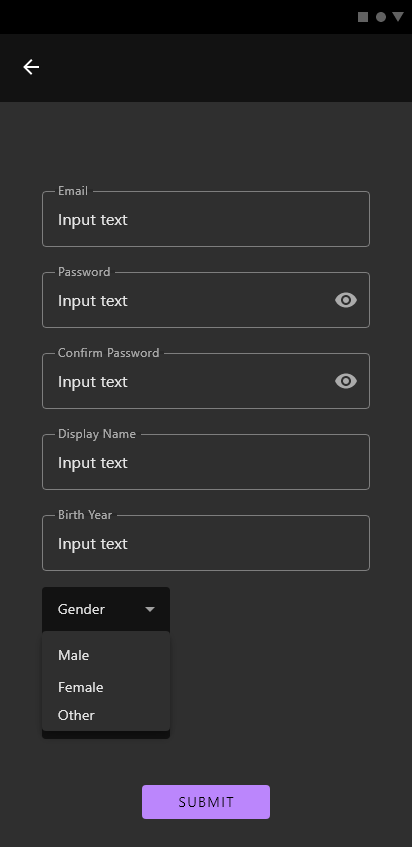 Email
Input text
Password
Input text
Confirm Password
Input text
Display Name
Input text
Birth Year
Input text
Gender
Male
Female
Other
SUBMIT